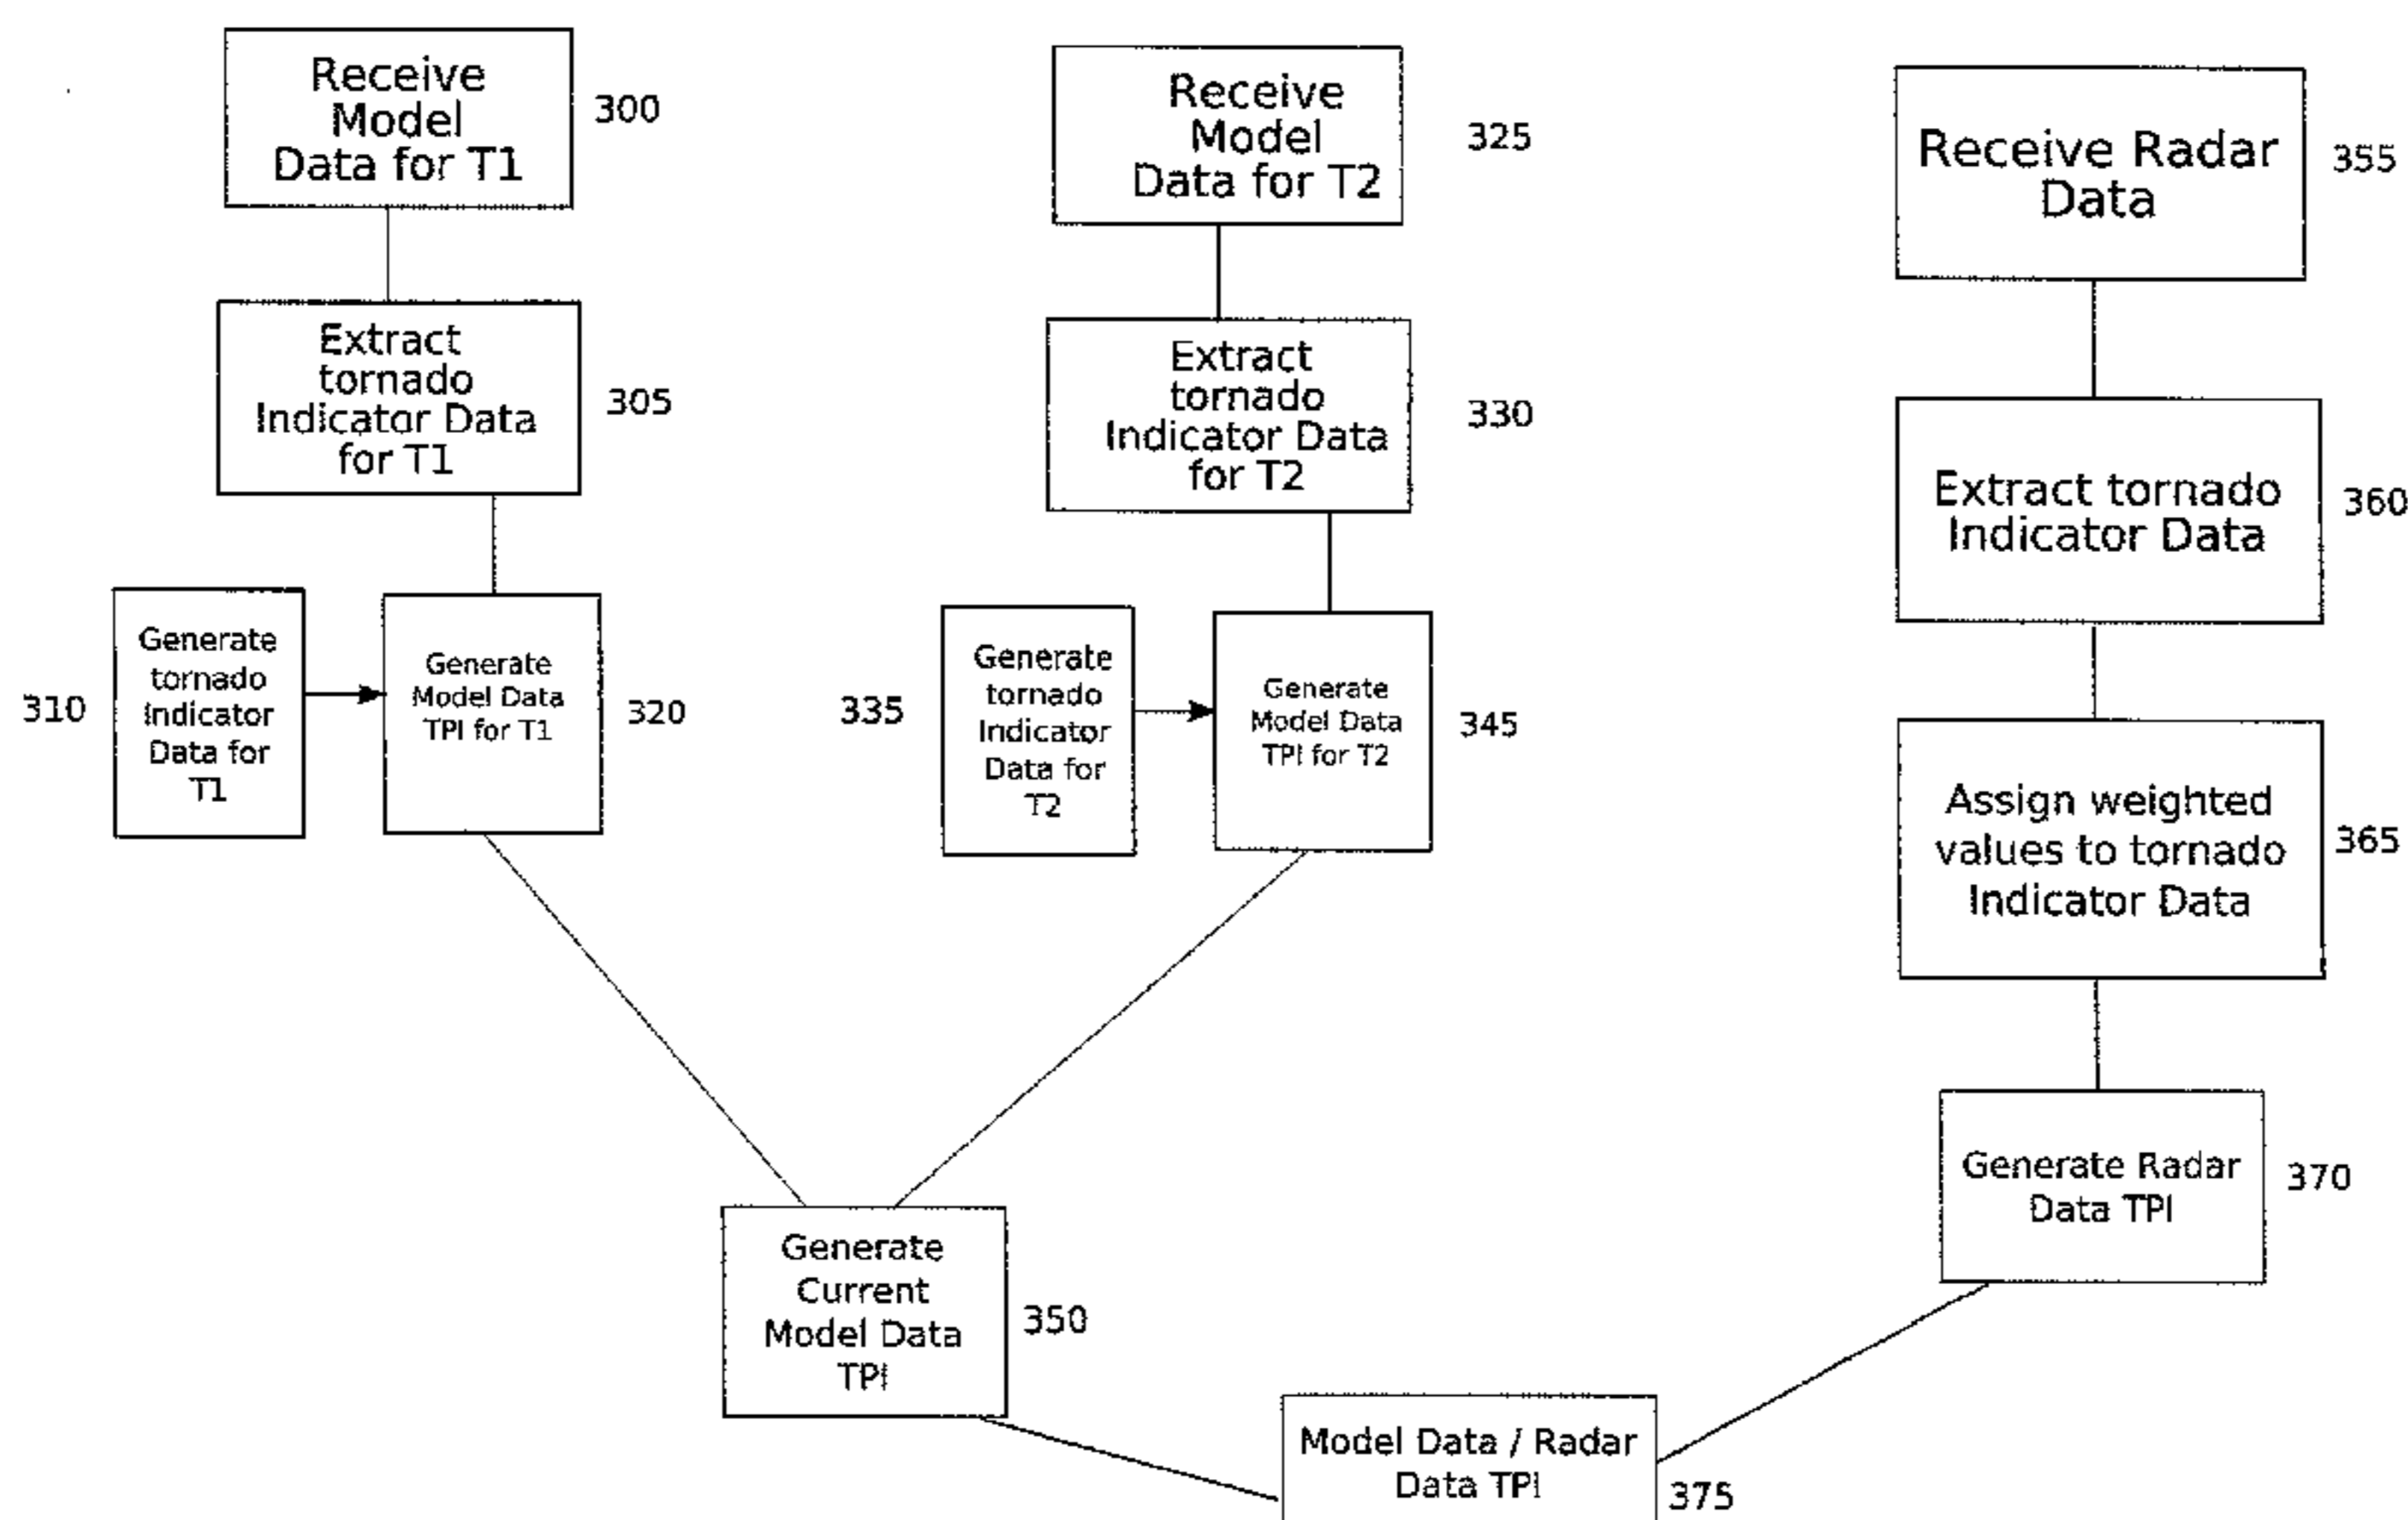 Receive
Model
Data for T1
300
Receive
Model
Data for T2
325
Receive Radar
Data
355
Extract
tornado
Indicator Data
for T1
305
Extract
tornado
Indicator Data
for T2
330
Extract tornado
Indicator Data
360
310
Generate
tornado
Indicator
Data for
T1
Generate
Model Data
TPI for T1
320
335
Generate
tornado
Indicator
Data for
T2
Generate
Model Data
TPI for T2
345
Assign weighted
values to tornado
Indicator Data
365
Generate Radar
Data TPI
370
Generate
Current
Model Data
TPI
350
Model Data / Radar
Data TPI
375